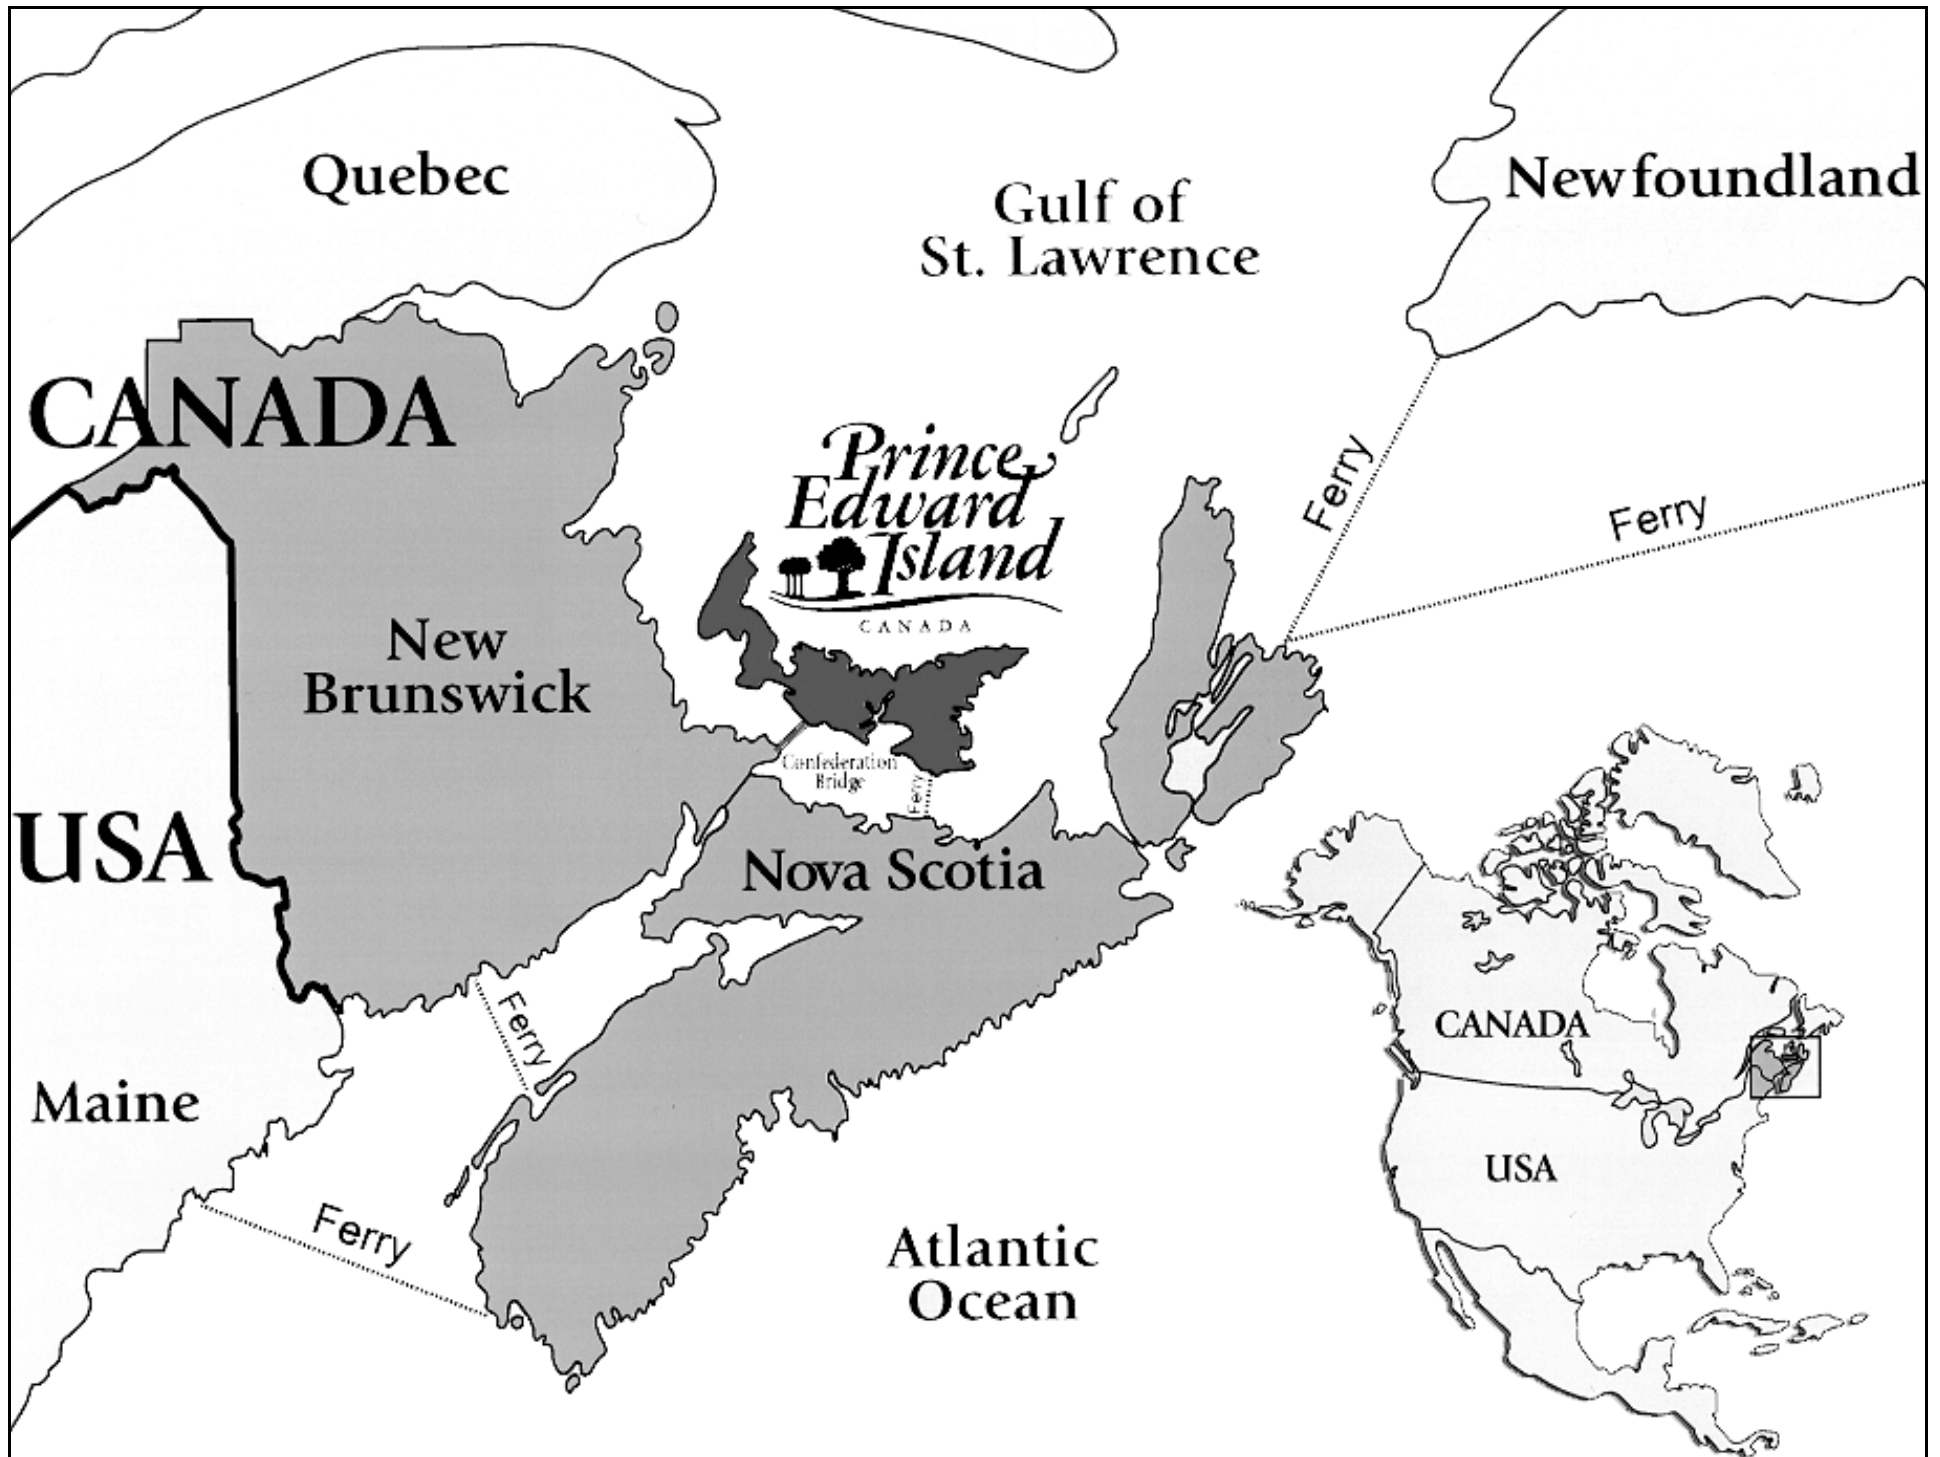 Quebec
Gulf of
St. Lawrence
Newfoundland
CANADA
Prince
Edward
Island
CANADA
Ferry
Ferry
New
Brunswick
Confederation
Bridge
Ferry
USA
Nova Scotia
Ferry
Maine
Ferry
Atlantic
Ocean
CANADA
USA